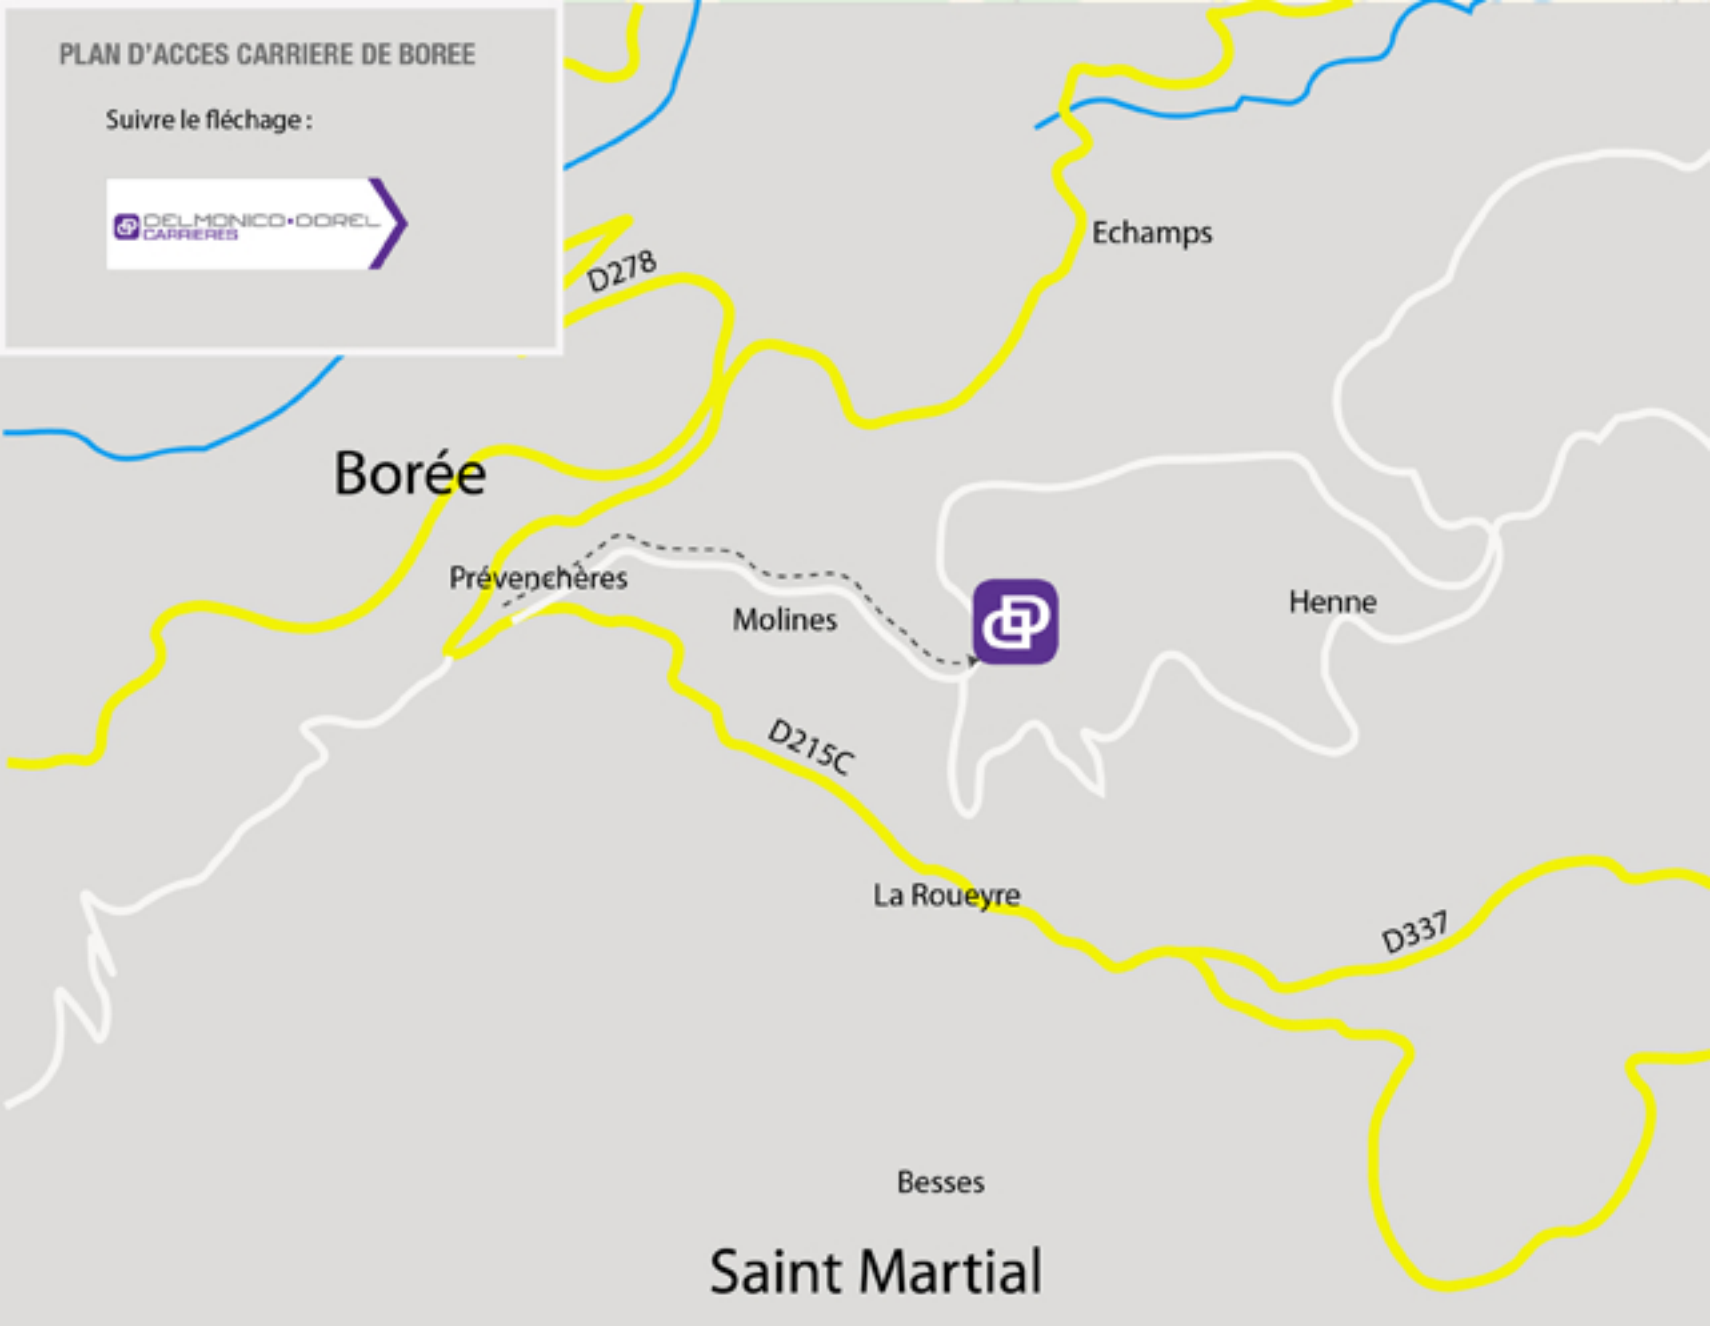 PLAN D'ACCES CARRIERE DE BOREE
Suivre le fléchage :
DELMONICO•DOREL
CARRIERES
D278
Echamps
Borée
Prévenchères
Molines
Henne
D215C
La Roueyre
D337
Besses
Saint Martial